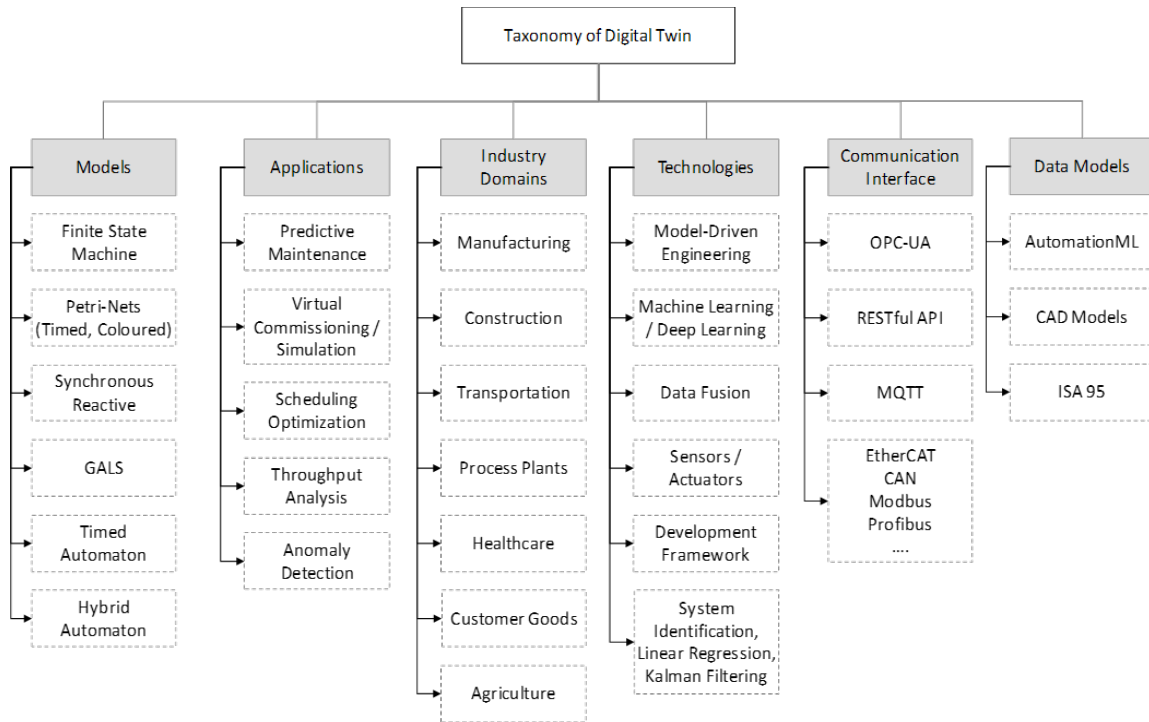 Taxonomy of Digital Twin
Models
Finite State
Machine
Petri-Nets
(Timed, Coloured)
Synchronous
Reactive
GALS
Timed
Automaton
Hybrid
Automaton
Applications
Predictive
Maintenance
Virtual
Commissioning /
Simulation
Scheduling
Optimization
Throughput
Analysis
Anomaly
Detection
Industry
Domains
Manufacturing
Construction
Transportation
Process Plants
Healthcare
Customer Goods
Agriculture
Technologies
Model-Driven
Engineering
Machine Learning
/ Deep Learning
Data Fusion
Sensors /
Actuators
Development
Framework
System
Identification,
Linear Regression,
Kalman Filtering
Communication
Interface
OPC-UA
RESTful API
MQTT
EtherCAT
CAN
Modbus
Profibus
....
Data Models
AutomationML
CAD Models
ISA 95